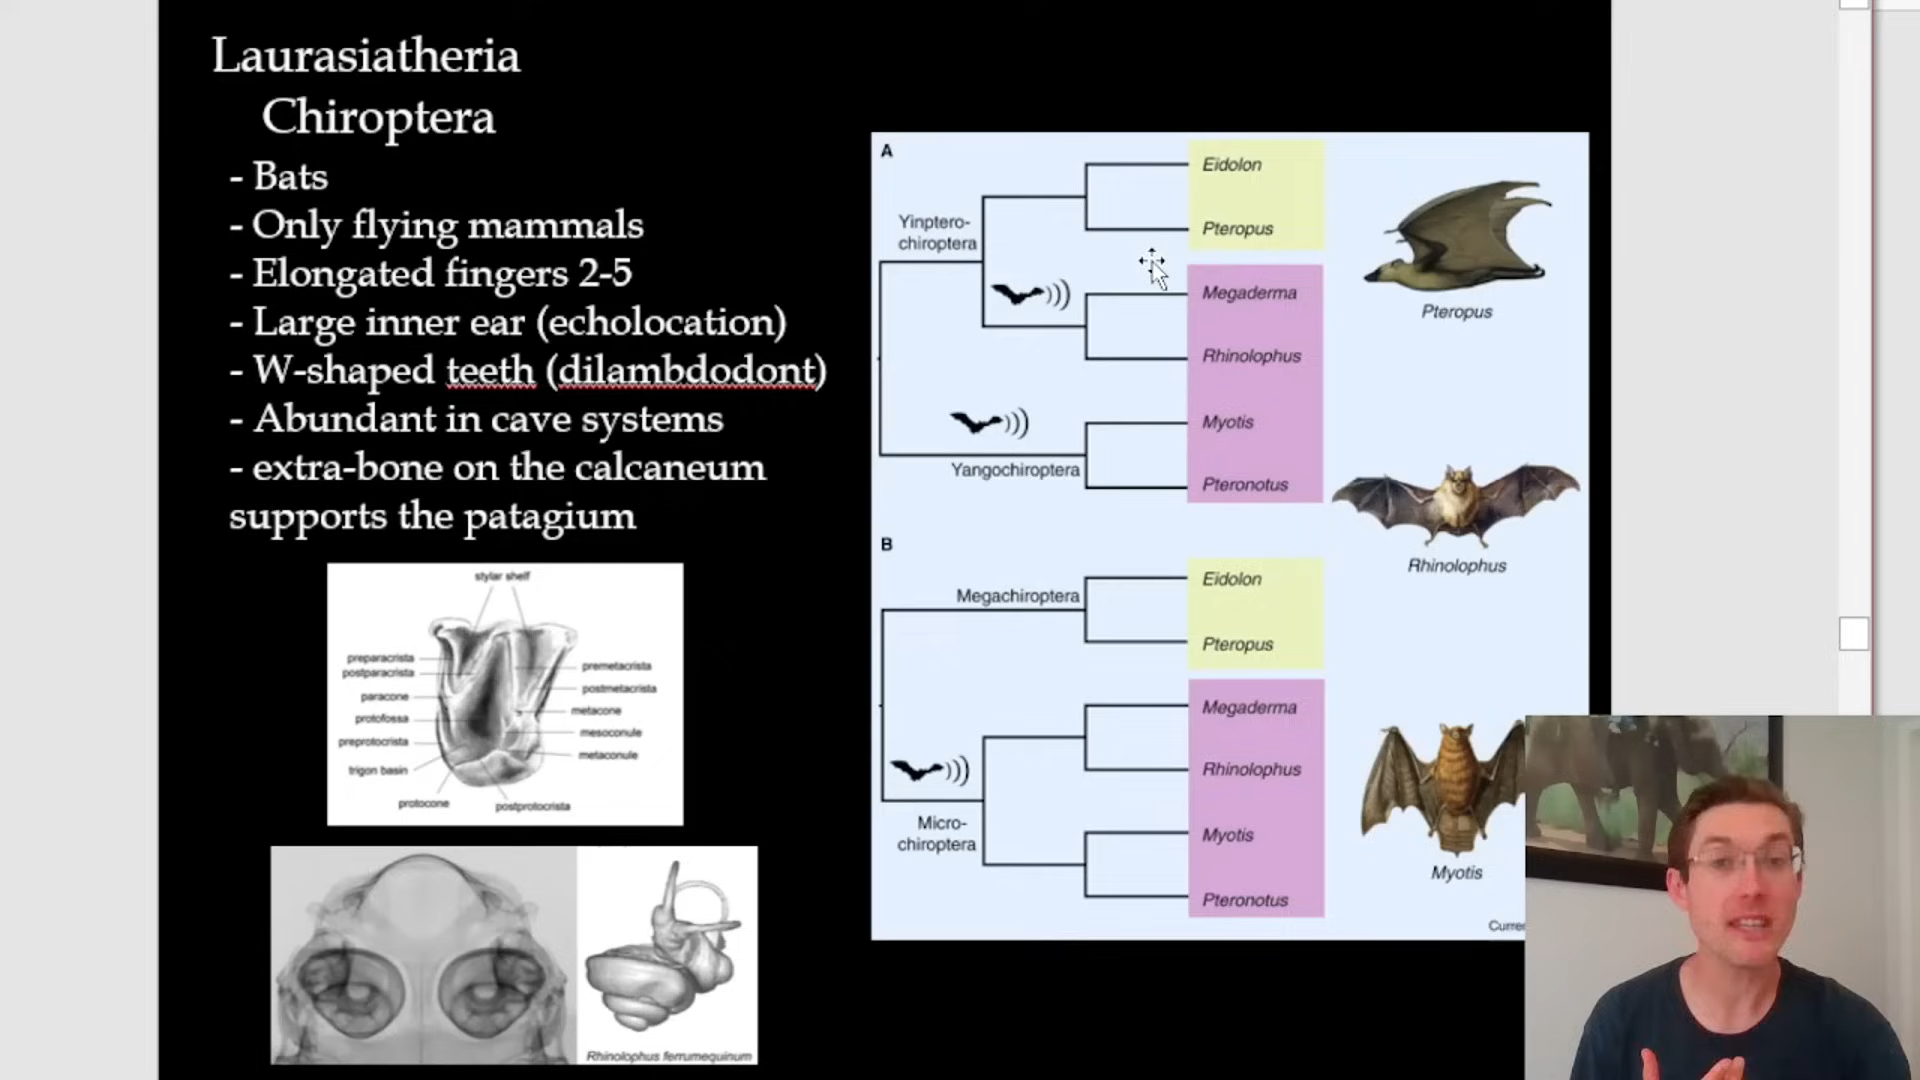 Laurasiatheria
Chiroptera
- Bats
- Only flying mammals
- Elongated fingers 2-5
- Large inner ear (echolocation)
- W-shaped teeth (dilambdodont)
- Abundant in cave systems
- extra-bone on the calcaneum
supports the patagium
stylar shelf
preparacrista
postparacrista
paracone
protofossa
preprotocrista
trigon basin
protocone
premetacrista
postmetacrista
metacone
mesoconule
metaconule
postprotocrista
Rhinolophus ferrumequinum
A
Yinptero-
chiroptera
Yangochiroptera
Eidolon
Pteropus
Megaderma
Rhinolophus
Myotis
Pteronotus
Pteropus
Rhinolophus
B
Megachiroptera
Micro-
chiroptera
Eidolon
Pteropus
Megaderma
Rhinolophus
Myotis
Pteronotus
Myotis